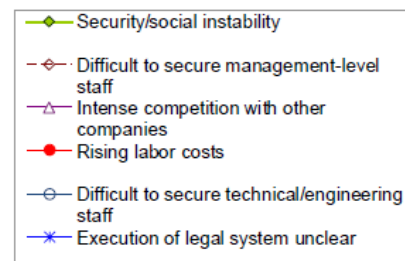 Security/social instability
Difficult to secure management-level
staff
Intense competition with other
companies
Rising labor costs
Difficult to secure technical/engineering
staff
Execution of legal system unclear